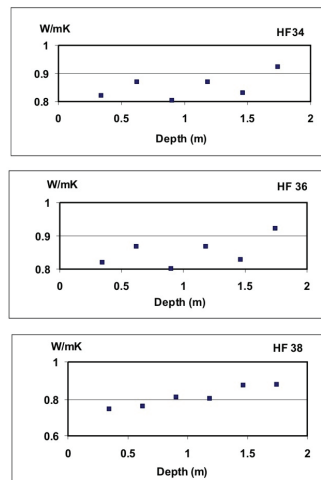 W/mK HF34
1
0.9
0.8
0 0.5 1 1.5 2
Depth (m)
W/mK HF 36
1
0.9
0.8
0 0.5 1 1.5 2
Depth (m)
W/mK HF 38
1
0.8
0.6
0 0.5 1 1.5 2
Depth (m)